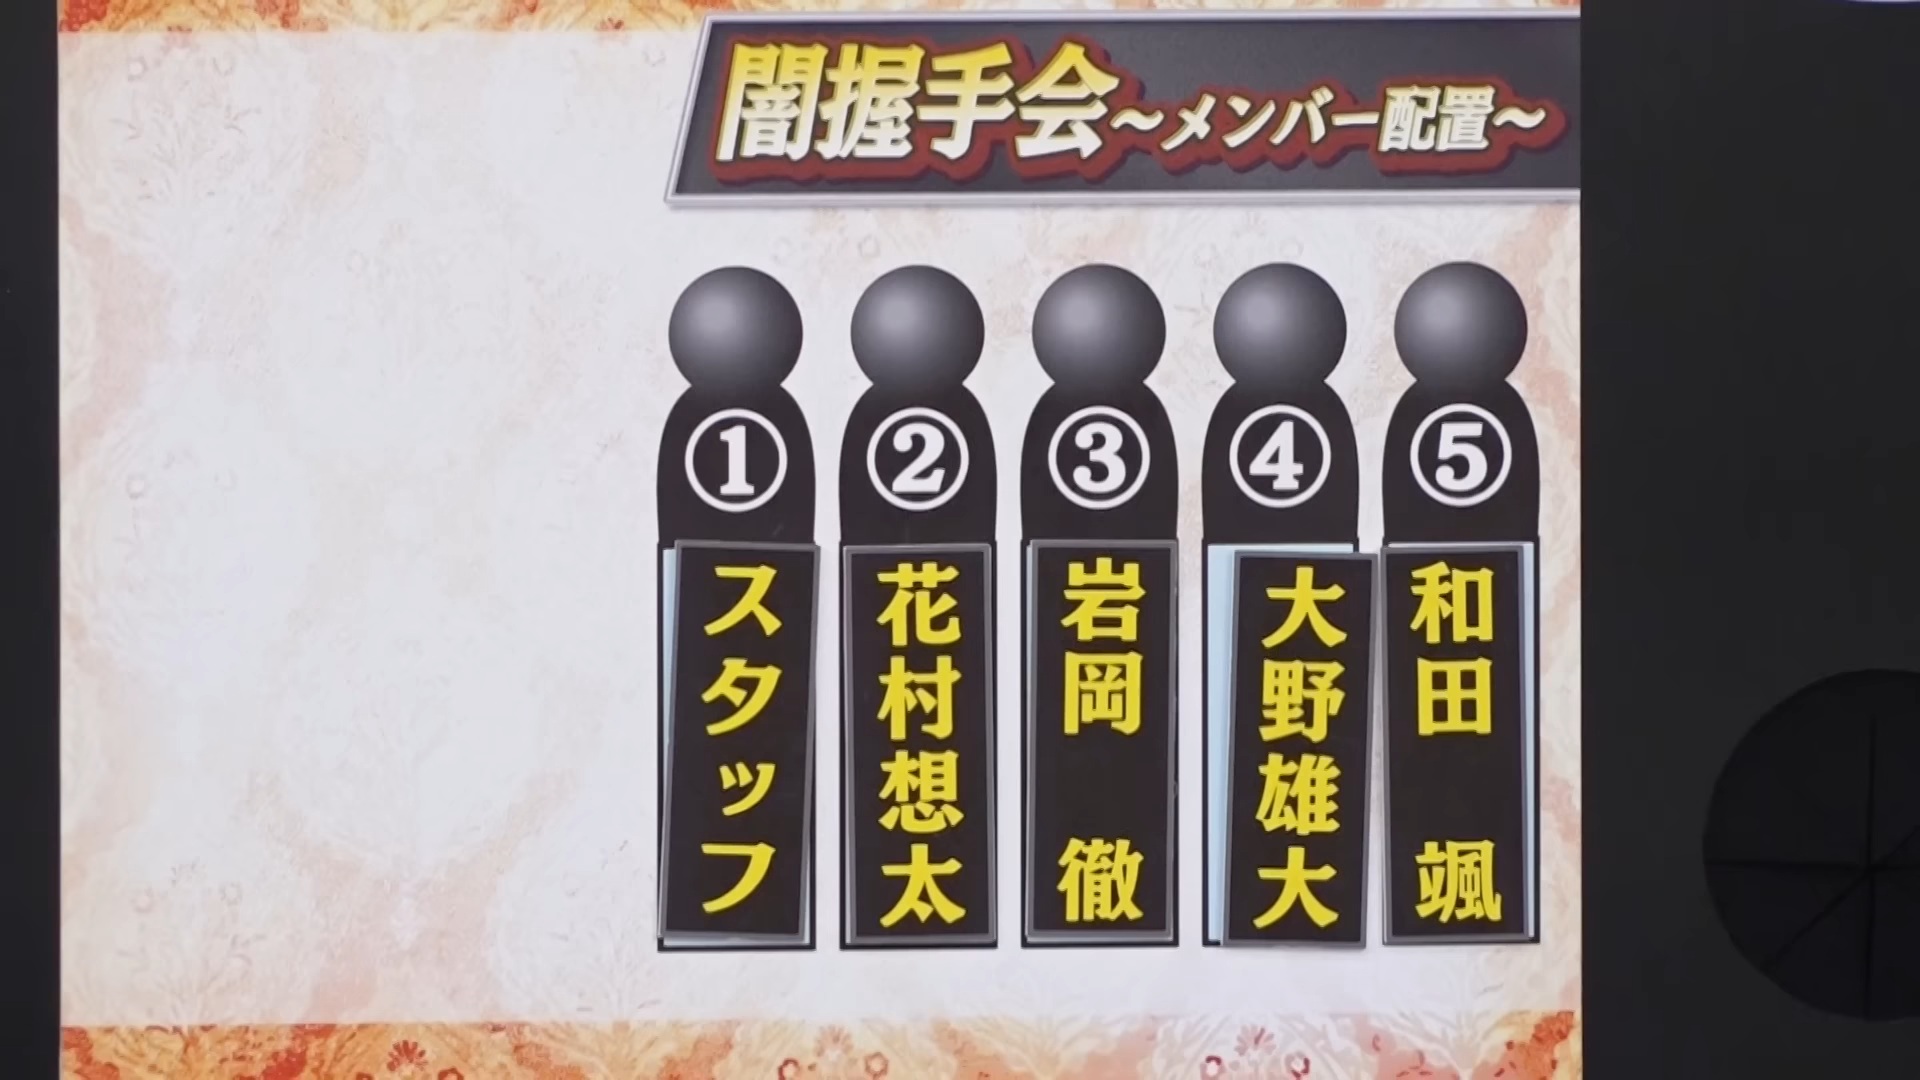 闇握手会～メンバー配置～
①
スタッフ
②
花村想太
③
岩岡 徹
④
大野雄大
⑤
和田 颯